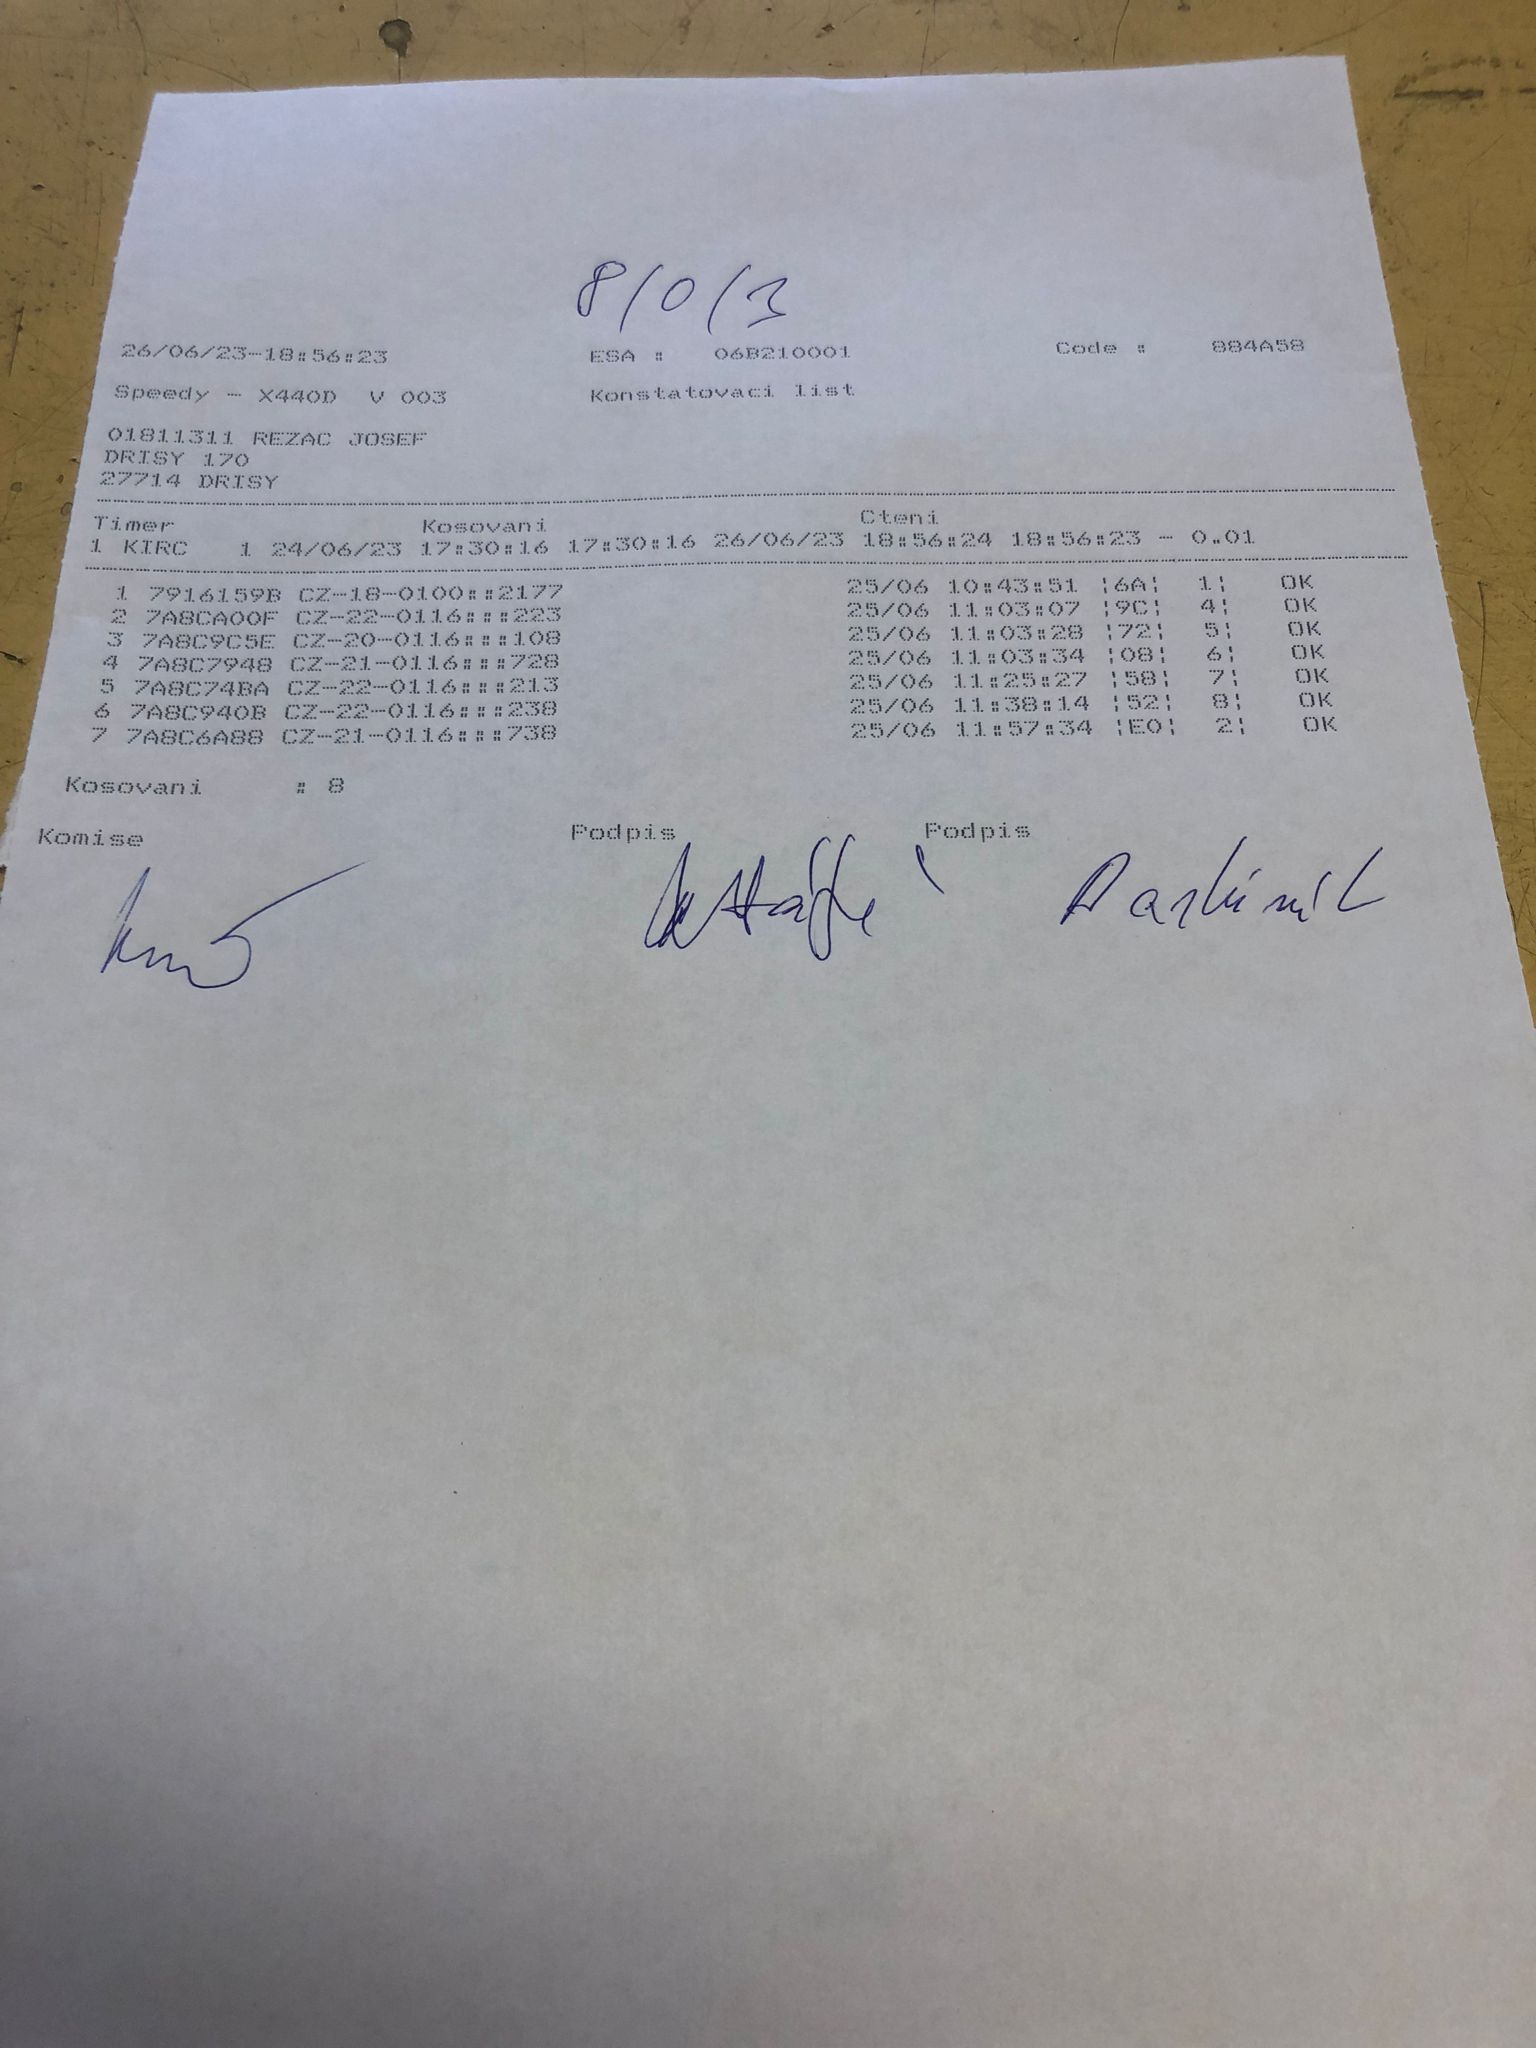 8/0/3
26/06/23-18:56:23 ESA : 06B210001 Code : 884A58
Speedy - X440D V 003 Konstatovaci list
01811311 REZAC JOSEF
DRISY 170
27714 DRISY
Timer Kosovani Cteni
1 KIRC 1 24/06/23 17:30:16 17:30:16 26/06/23 18:56:24 18:56:23 - 0.01
1 7916159B CZ-18-0100::2177 25/06 10:43:51 |6A| 1| OK
2 7A8CA00F CZ-22-0116:::223 25/06 11:03:07 |9C| 4| OK
3 7A8C9C5E CZ-20-0116:::108 25/06 11:03:28 |72| 5| OK
4 7A8C7948 CZ-21-0116:::728 25/06 11:03:34 |08| 6| OK
5 7A8C74BA CZ-22-0116:::213 25/06 11:25:27 |58| 7| OK
6 7A8C940B CZ-22-0116:::238 25/06 11:38:14 |52| 8| OK
7 7A8C6A88 CZ-21-0116:::738 25/06 11:57:34 |E0| 2| OK
Kosovani : 8
Komise Podpis Podpis